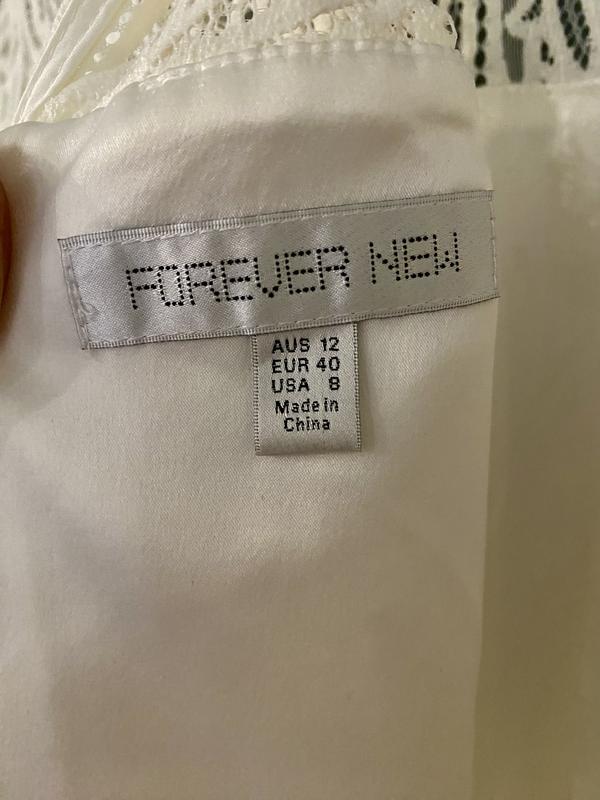 FOREVER NEW
AUS 12
EUR 40
USA 8
Made in
China